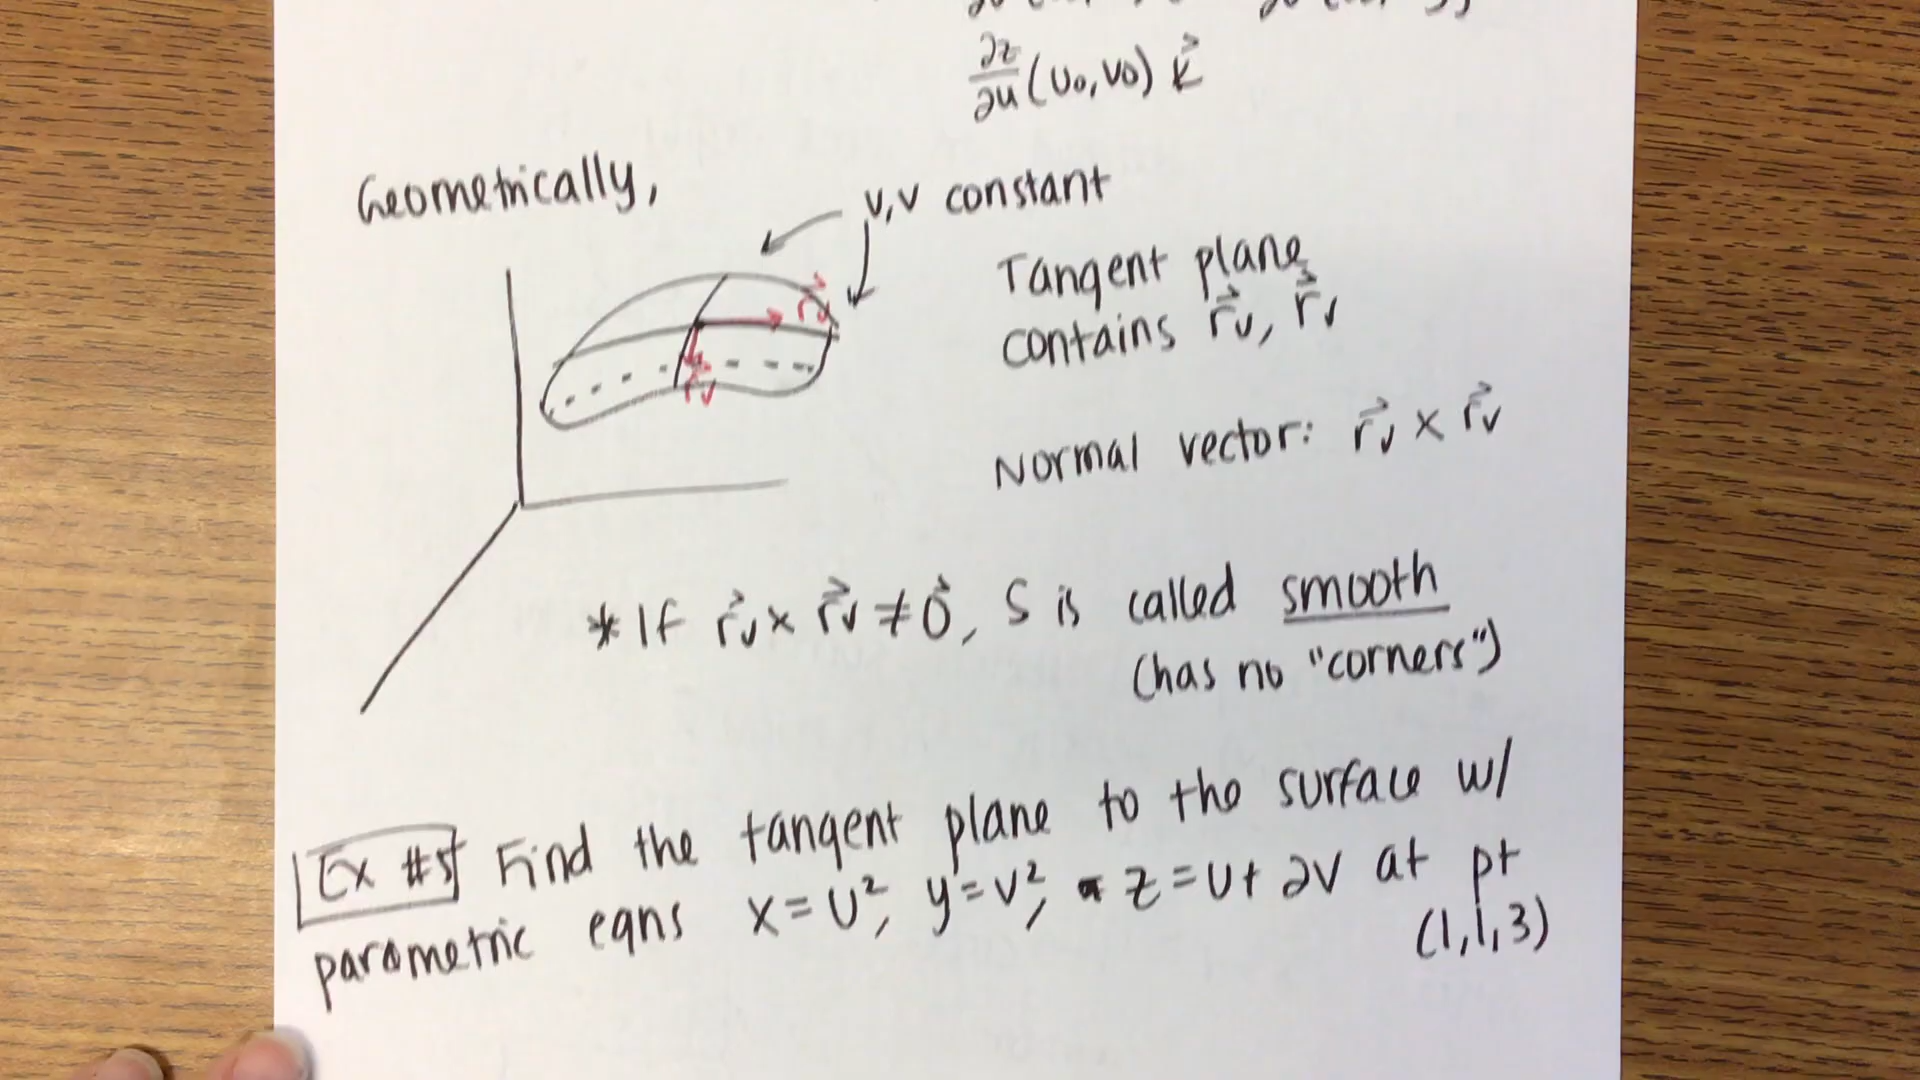 ∂z/∂u (u₀, v₀) k⃗
Geometrically,
u, v constant
r⃗ᵤ
r⃗ᵥ
Tangent plane
contains r⃗ᵤ, r⃗ᵥ
Normal vector: r⃗ᵤ × r⃗ᵥ
* If r⃗ᵤ × r⃗ᵥ ≠ 0⃗, S is called smooth
(has no "corners")
Ex #5 Find the tangent plane to the surface w/
parametric eqns x = u², y = v², z = u + 2v at pt
(1, 1, 3)